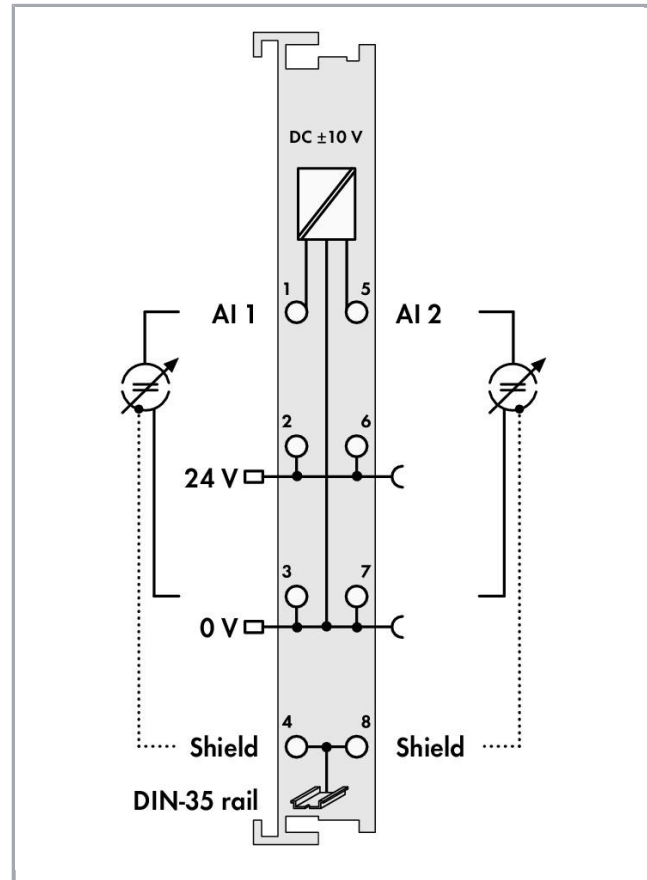 DC ±10 V
1 5
AI 1 AI 2
2 6
24 V
3 7
0 V
4 8
Shield Shield
DIN-35 rail